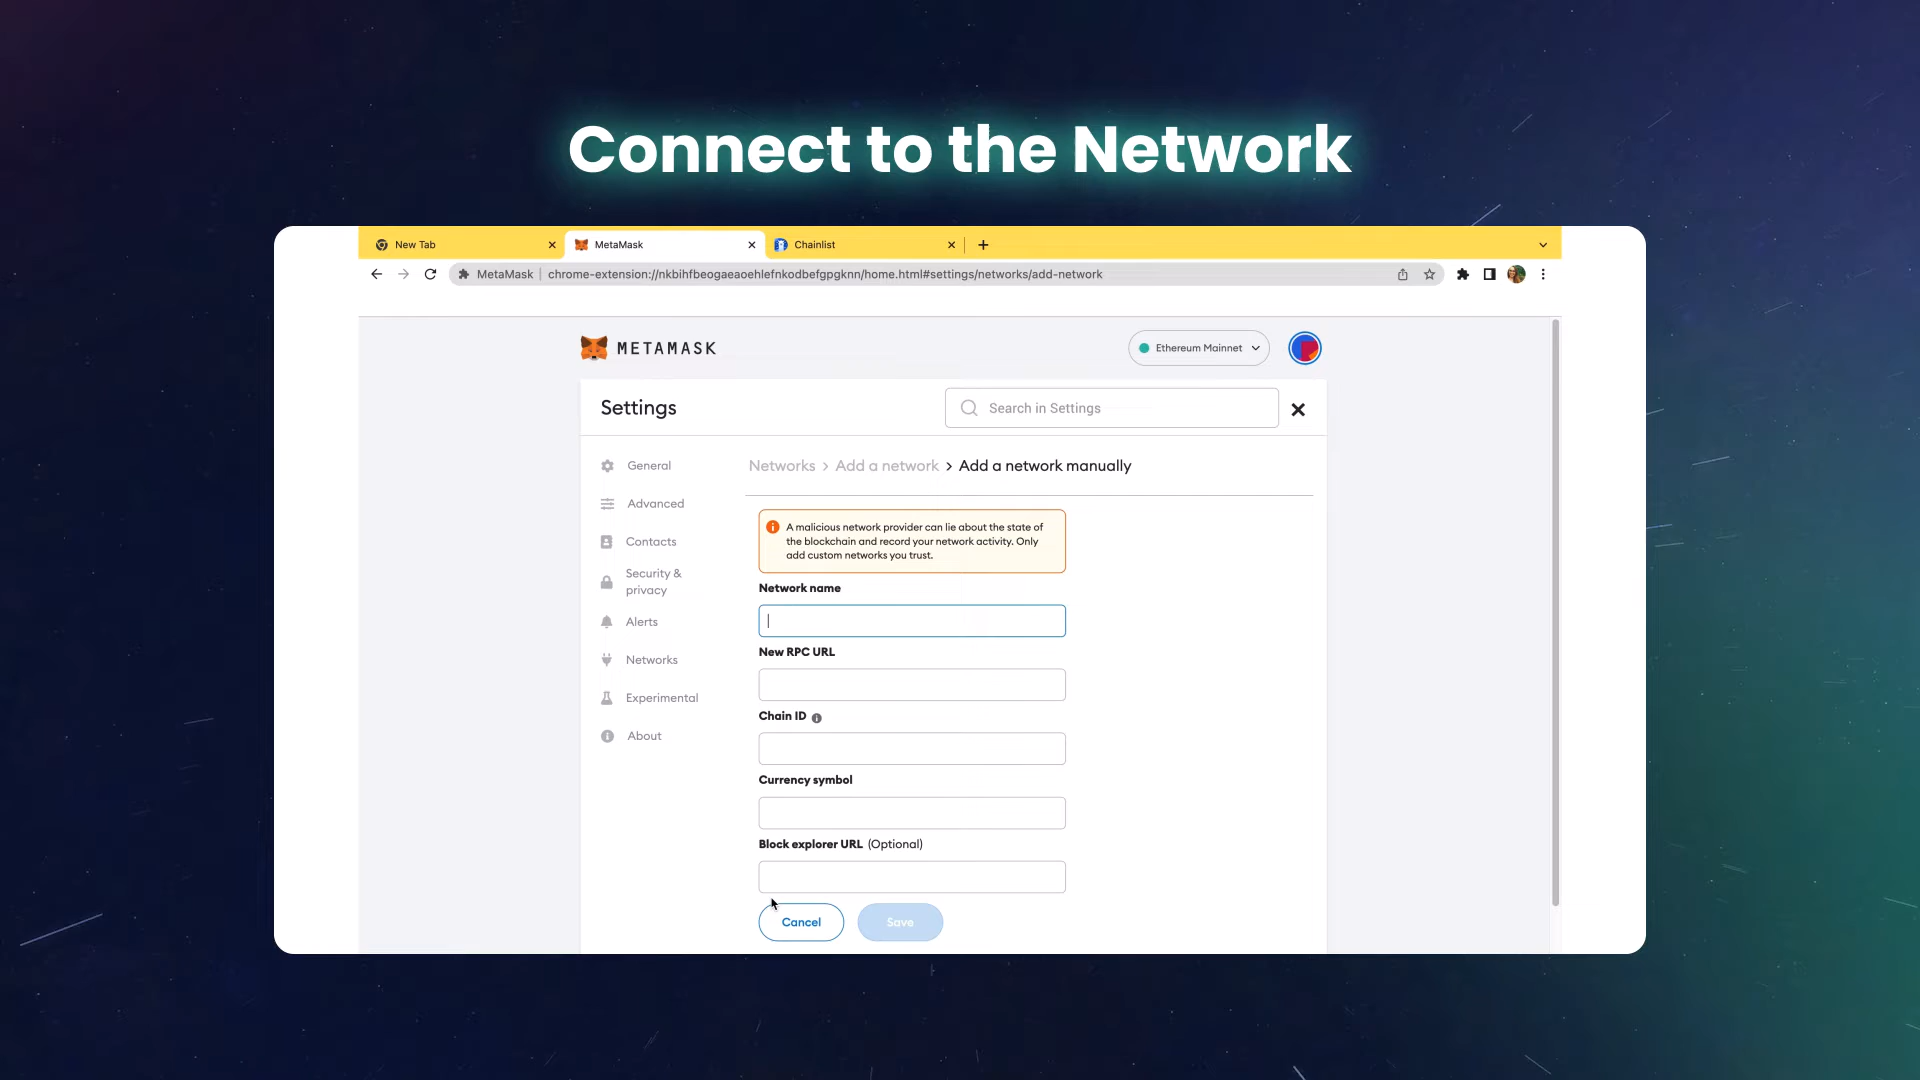 Connect to the Network
New Tab
MetaMask
Chainlist
MetaMask | chrome-extension://nkbihfbeogaeaoehlefnkodbefgpgknn/home.html#settings/networks/add-network
METAMASK
Ethereum Mainnet
Settings
Search in Settings
General
Advanced
Contacts
Security &
privacy
Alerts
Networks
Experimental
About
Networks > Add a network > Add a network manually
A malicious network provider can lie about the state of
the blockchain and record your network activity. Only
add custom networks you trust.
Network name
New RPC URL
Chain ID
Currency symbol
Block explorer URL (Optional)
Cancel
Save